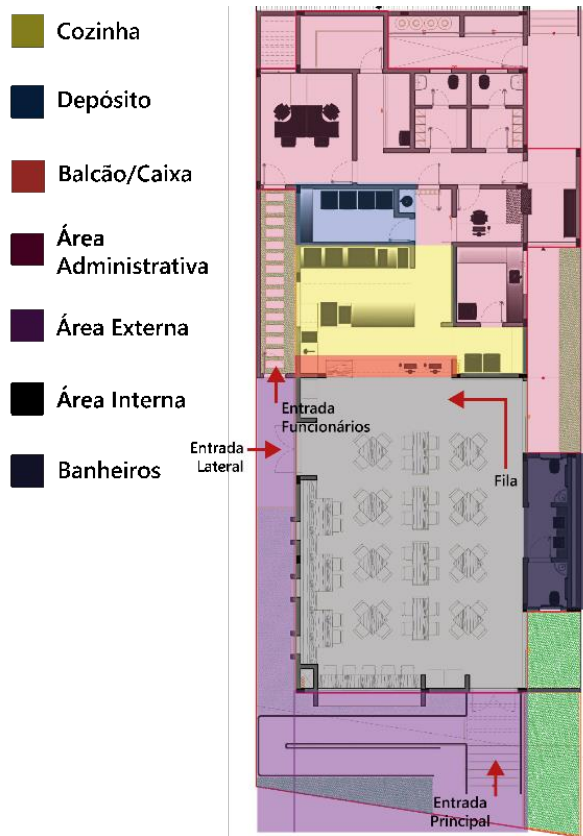 Cozinha
Depósito
Balcão/Caixa
Área
Administrativa
Área Externa
Área Interna
Banheiros
Entrada
Funcionários
Entrada
Lateral
Fila
Entrada
Principal